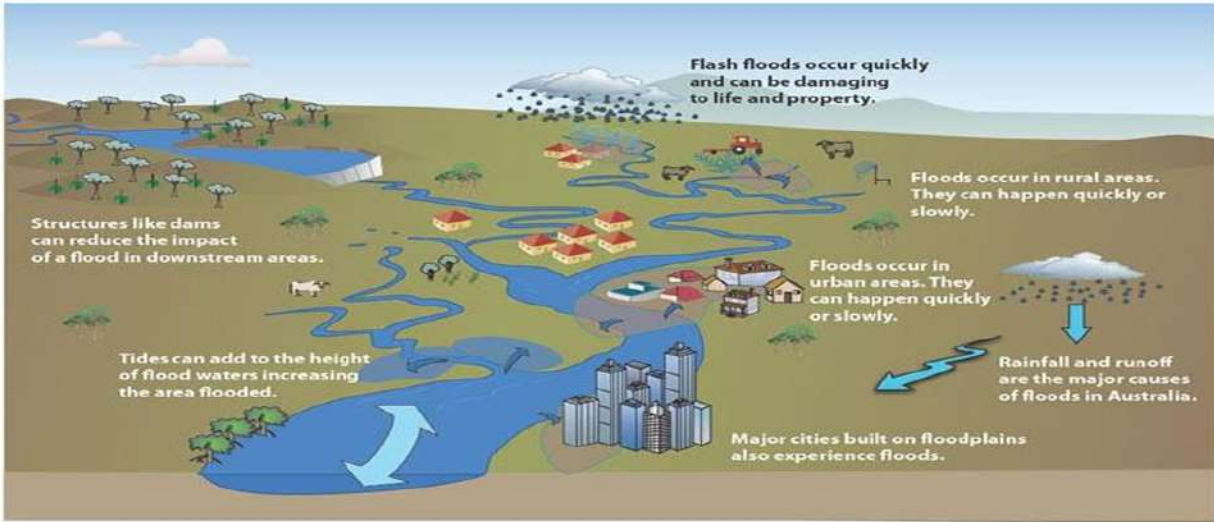 Flash floods occur quickly
and can be damaging
to life and property.
Floods occur in rural areas.
They can happen quickly or
slowly.
Structures like dams
can reduce the impact
of a flood in downstream areas.
Floods occur in
urban areas. They
can happen quickly
or slowly.
Tides can add to the height
of flood waters increasing
the area flooded.
Rainfall and runoff
are the major causes
of floods in Australia.
Major cities built on floodplains
also experience floods.